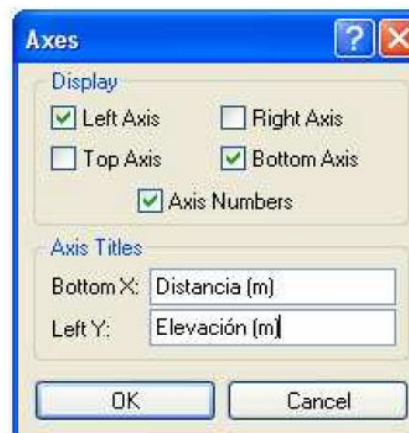 Axes
Display
Left Axis Right Axis
Top Axis Bottom Axis
Axis Numbers
Axis Titles
Bottom X: Distancia (m)
Left Y: Elevación (m)
OK Cancel